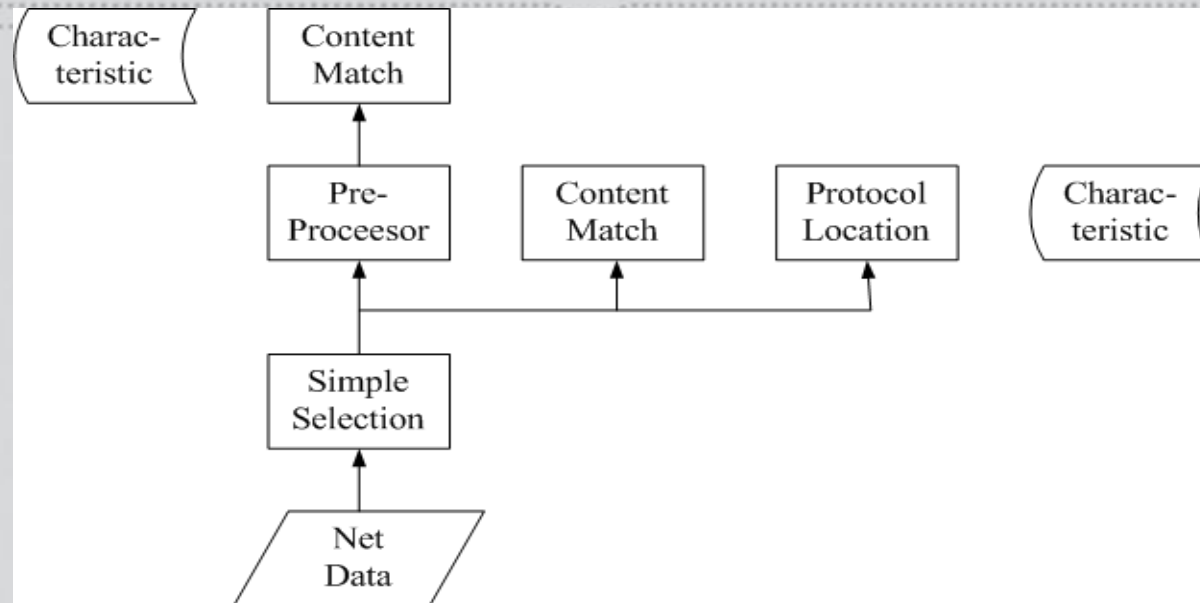 Charac-
teristic
Content
Match
Pre-
Proceesor
Content
Match
Protocol
Location
Charac-
teristic
Simple
Selection
Net
Data